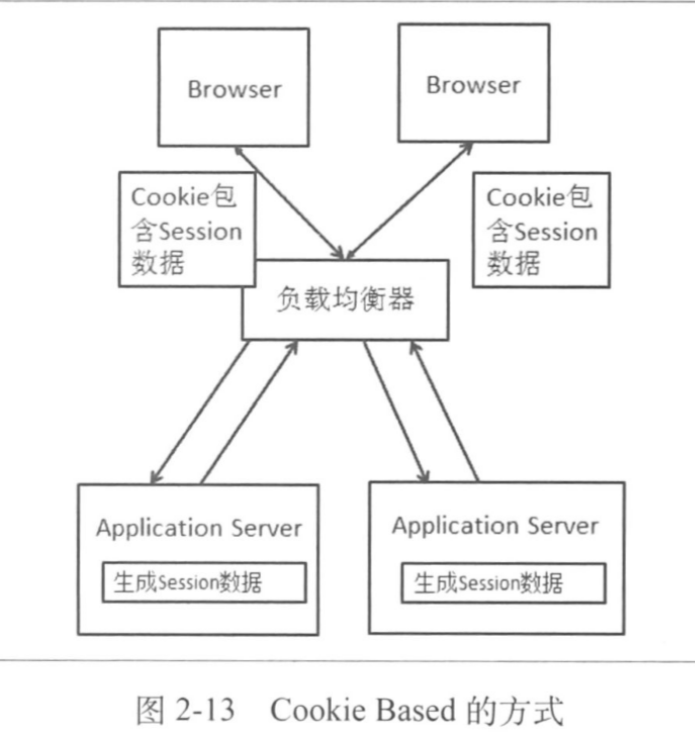 Browser
Browser
Cookie包
含Session
数据
Cookie包
含Session
数据
负载均衡器
Application Server
生成Session数据
Application Server
生成Session数据
图 2-13 Cookie Based 的方式